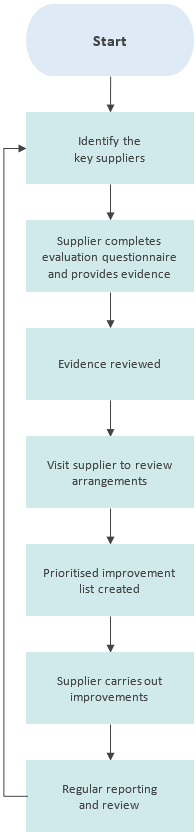 Start
Identify the
key suppliers
Supplier completes
evaluation questionnaire
and provides evidence
Evidence reviewed
Visit supplier to review
arrangements
Prioritised improvement
list created
Supplier carries out
improvements
Regular reporting
and review